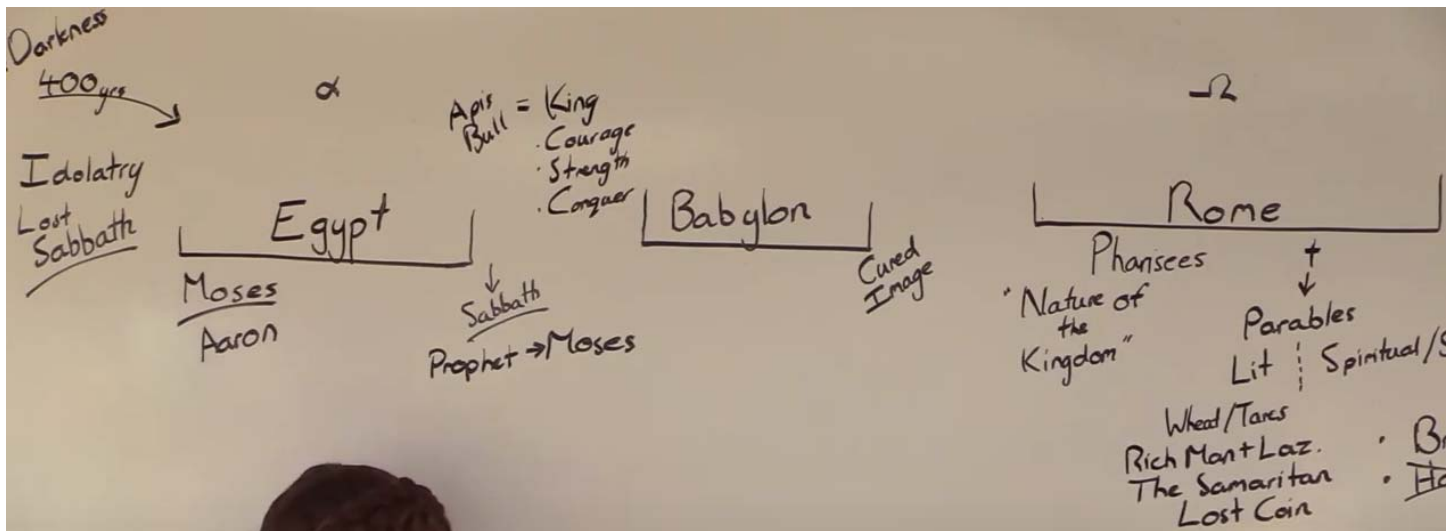 Darkness
400yrs
Idolatry
Lost
Sabbath
α
Egypt
Moses
Aaron
Sabbath
Prophet → Moses
Apis
Bull = King
· Courage
· Strength
· Conquer
Babylon
Cured
Image
Ω
Rome
Pharisees
"Nature of
the
Kingdom"
Parables
Lit
Spiritual/S
Wheat/Tares
Rich Man + Laz.
The Samaritan
Lost Coin